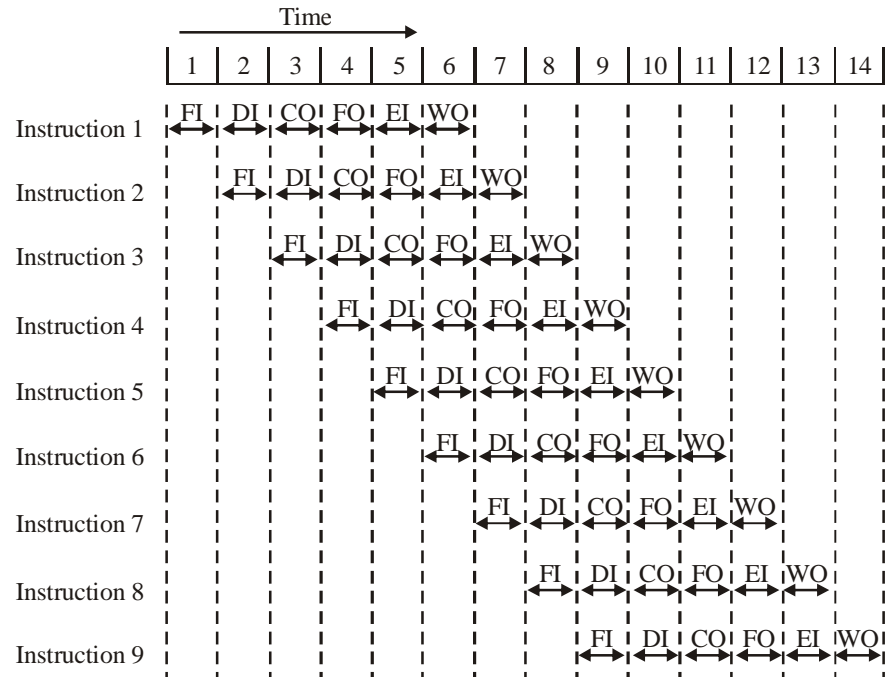 Time
1 2 3 4 5 6 7 8 9 10 11 12 13 14
Instruction 1 FI DI CO FO EI WO
Instruction 2 FI DI CO FO EI WO
Instruction 3 FI DI CO FO EI WO
Instruction 4 FI DI CO FO EI WO
Instruction 5 FI DI CO FO EI WO
Instruction 6 FI DI CO FO EI WO
Instruction 7 FI DI CO FO EI WO
Instruction 8 FI DI CO FO EI WO
Instruction 9 FI DI CO FO EI WO